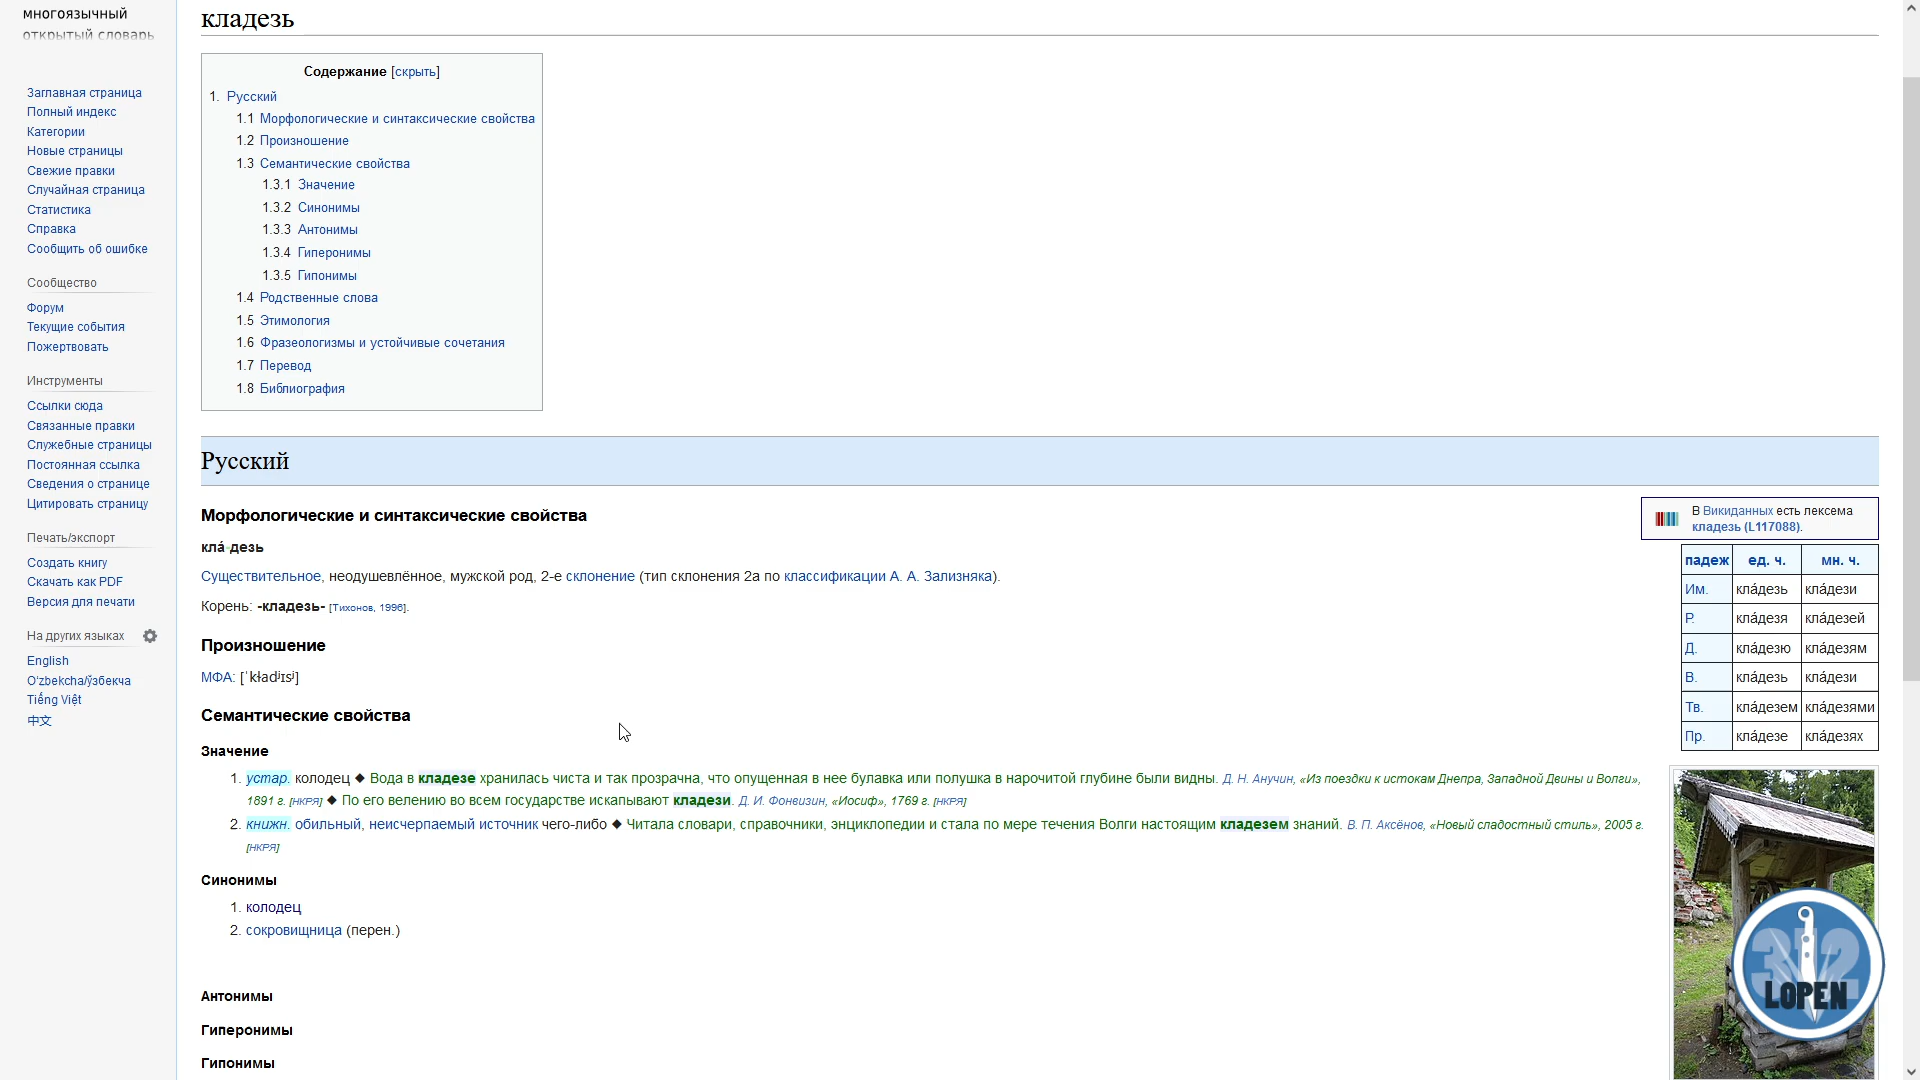 многоязычный
открытый словарь
Заглавная страница
Полный индекс
Категории
Новые страницы
Свежие правки
Случайная страница
Статистика
Справка
Сообщить об ошибке
Сообщество
Форум
Текущие события
Пожертвовать
Инструменты
Ссылки сюда
Связанные правки
Служебные страницы
Постоянная ссылка
Сведения о странице
Цитировать страницу
Печать/экспорт
Создать книгу
Скачать как PDF
Версия для печати
На других языках
English
Oʻzbekcha/ўзбекча
Tiếng Việt
中文
кладезь
Содержание [скрыть]
1. Русский
1.1 Морфологические и синтаксические свойства
1.2 Произношение
1.3 Семантические свойства
1.3.1 Значение
1.3.2 Синонимы
1.3.3 Антонимы
1.3.4 Гиперонимы
1.3.5 Гипонимы
1.4 Родственные слова
1.5 Этимология
1.6 Фразеологизмы и устойчивые сочетания
1.7 Перевод
1.8 Библиография
Русский
Морфологические и синтаксические свойства
кла́-дезь
Существительное, неодушевлённое, мужской род, 2-е склонение (тип склонения 2a по классификации А. А. Зализняка).
Корень: -кладезь- [Тихонов, 1996].
В Викиданных есть лексема
кладезь (L117088).
падеж ед. ч. мн. ч.
Им. кла́дезь кла́дези
Р. кла́дезя кла́дезей
Д. кла́дезю кла́дезям
В. кла́дезь кла́дези
Тв. кла́дезем кла́дезями
Пр. кла́дезе кла́дезях
Произношение
МФА: [ˈkɫadʲɪsʲ]
Семантические свойства
Значение
1. устар. колодец ◆ Вода в кладезе хранилась чиста и так прозрачна, что опущенная в нее булавка или полушка в нарочитой глубине были видны. Д. Н. Анучин, «Из поездки к истокам Днепра, Западной Двины и Волги»,
1891 г. [НКРЯ] ◆ По его велению во всем государстве искапывают кладези. Д. И. Фонвизин, «Иосиф», 1769 г. [НКРЯ]
2. книжн. обильный, неисчерпаемый источник чего-либо ◆ Читала словари, справочники, энциклопедии и стала по мере течения Волги настоящим кладезем знаний. В. П. Аксёнов, «Новый сладостный стиль», 2005 г.
[НКРЯ]
Синонимы
1. колодец
2. сокровищница (перен.)
Антонимы
Гиперонимы
Гипонимы
312
LOPEN